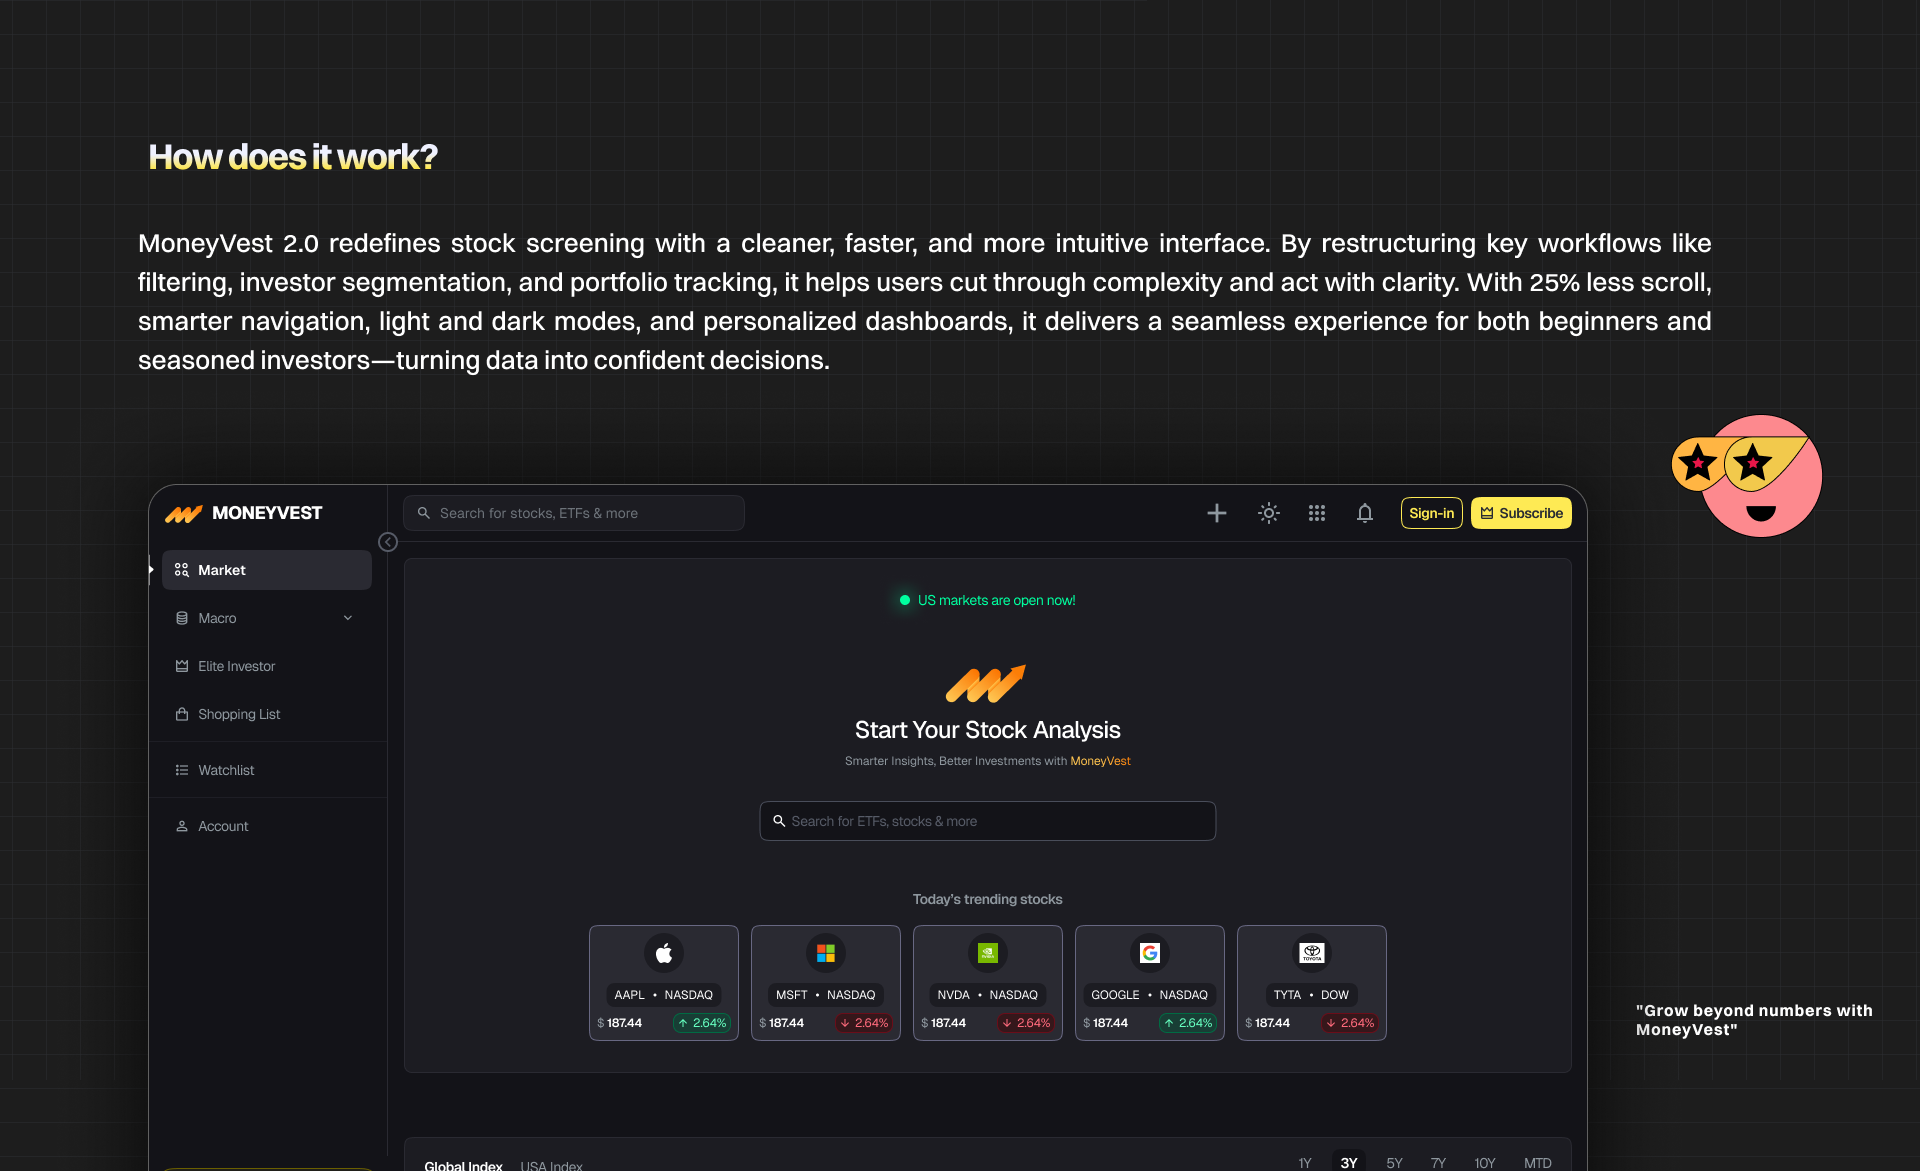 How does it work?
MoneyVest 2.0 redefines stock screening with a cleaner, faster, and more intuitive interface. By restructuring key workflows like
filtering, investor segmentation, and portfolio tracking, it helps users cut through complexity and act with clarity. With 25% less scroll,
smarter navigation, light and dark modes, and personalized dashboards, it delivers a seamless experience for both beginners and
seasoned investors—turning data into confident decisions.
MONEYVEST
Search for stocks, ETFs & more
Sign-in
Subscribe
Market
Macro
Elite Investor
Shopping List
Watchlist
Account
US markets are open now!
Start Your Stock Analysis
Smarter Insights, Better Investments with MoneyVest
Search for ETFs, stocks & more
Today's trending stocks
AAPL • NASDAQ
$ 187.44 ↑ 2.64%
MSFT • NASDAQ
$ 187.44 ↓ 2.64%
NVIDIA
NVDA • NASDAQ
$ 187.44 ↓ 2.64%
G
GOOGLE • NASDAQ
$ 187.44 ↑ 2.64%
TOYOTA
TYTA • DOW
$ 187.44 ↓ 2.64%
"Grow beyond numbers with
MoneyVest"
Global Index USA Index
1Y 3Y 5Y 7Y 10Y MTD